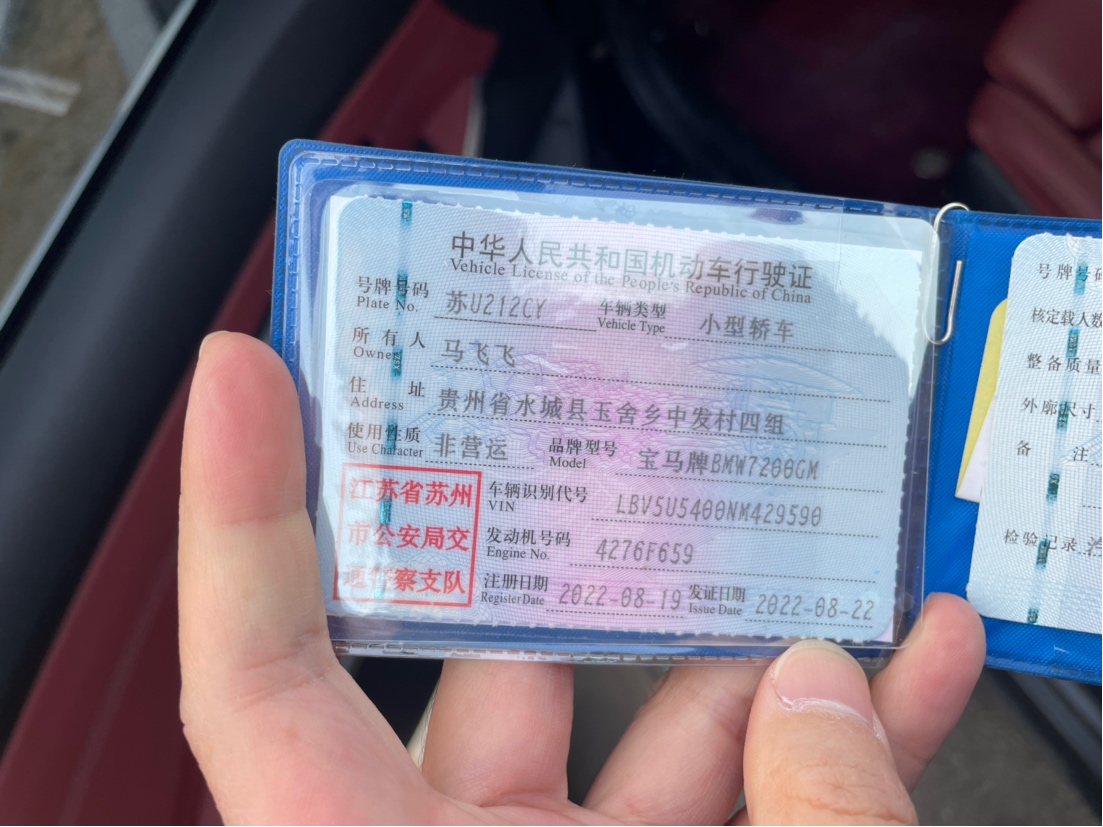 中华人民共和国机动车行驶证
Vehicle License of the People's Republic of China
号牌号码 苏U212CY 车辆类型 小型轿车
Plate No. Vehicle Type
所有人 马飞飞
Owner
住址 贵州省水城县玉舍乡中发村四组
Address
使用性质 非营运 品牌型号 宝马牌BMW7200GM
Use Character Model
江苏省苏州
市公安局交
通警察支队
车辆识别代号 LBV5U5400NM429590
VIN
发动机号码 4276F659
Engine No.
注册日期 2022-08-19 发证日期 2022-08-22
Register Date Issue Date
号牌号码
核定载人数
整备质量
外廓尺寸
备注
检验记录